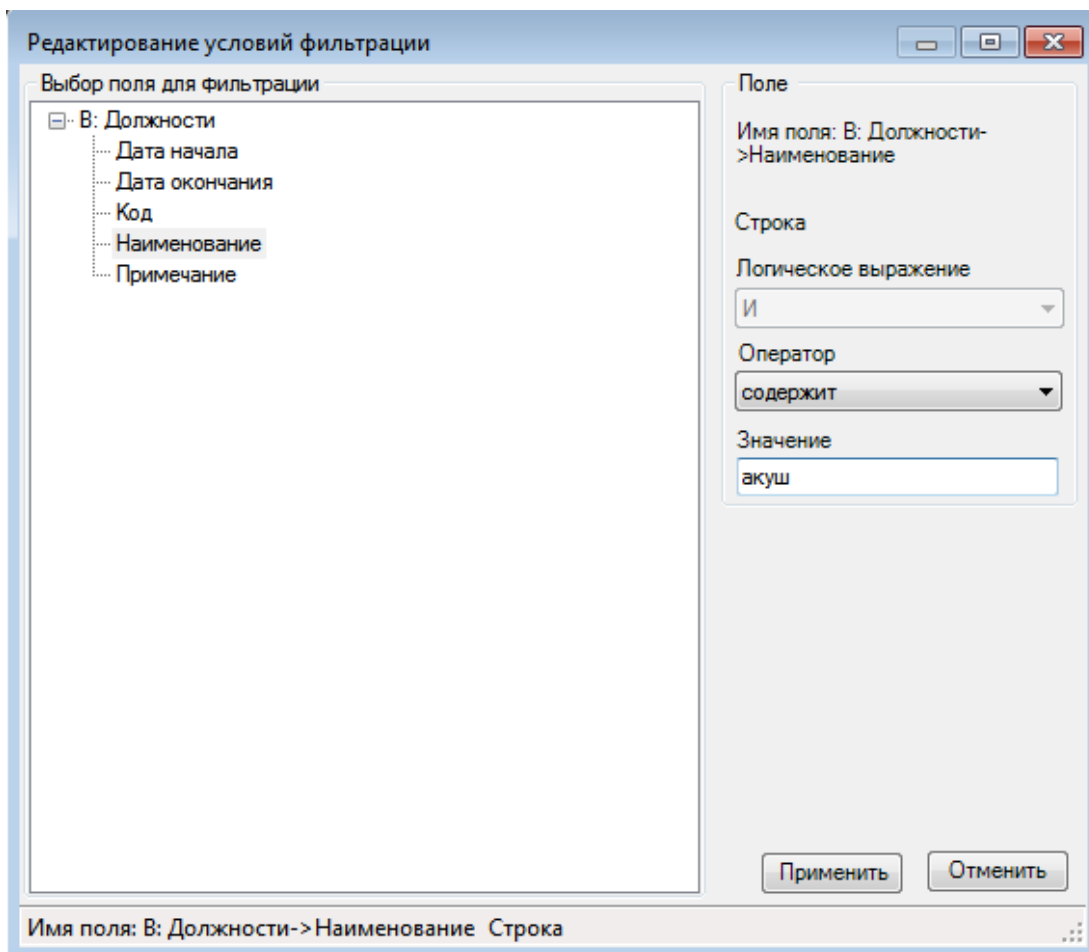 Редактирование условий фильтрации
Выбор поля для фильтрации
В: Должности
Дата начала
Дата окончания
Код
Наименование
Примечание
Поле
Имя поля: В: Должности-
>Наименование
Строка
Логическое выражение
И
Оператор
содержит
Значение
акуш
Применить
Отменить
Имя поля: В: Должности->Наименование Строка